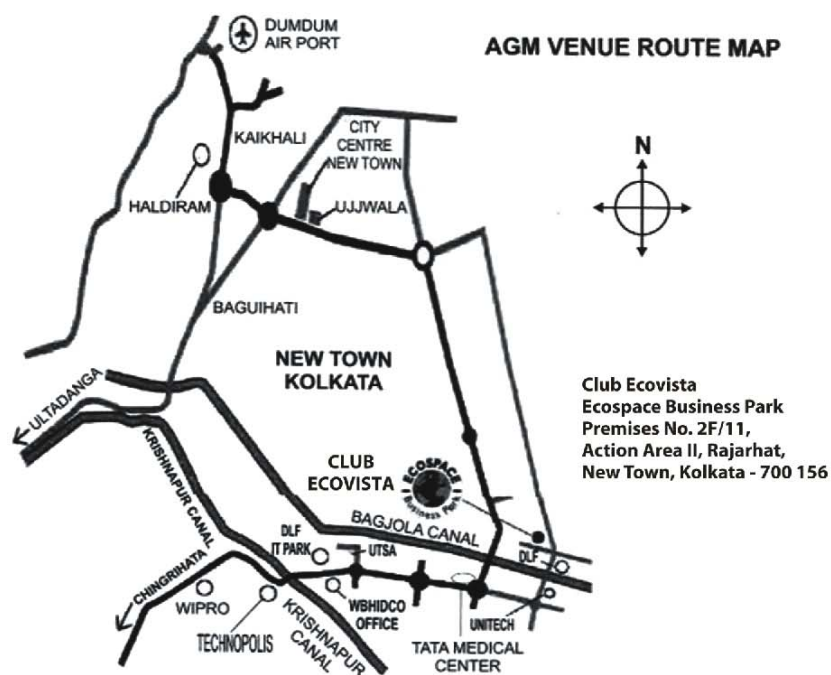 DUMDUM
AIR PORT
AGM VENUE ROUTE MAP
KAIKHALI
CITY
CENTRE
NEW TOWN
N
HALDIRAM
UJJWALA
BAGUIHATI
NEW TOWN
KOLKATA
ULTADANGA
Club Ecovista
Ecospace Business Park
Premises No. 2F/11,
Action Area II, Rajarhat,
New Town, Kolkata - 700 156
KRISHNAPUR CANAL
CLUB
ECOVISTA
ECOSPACE
Business Park
BAGJOLA CANAL
DLF
IT PARK
UTSA
DLF
CHINGRIHATA
WIPRO
TECHNOPOLIS
KRISHNAPUR
CANAL
WBHIDCO
OFFICE
UNITECH
TATA MEDICAL
CENTER